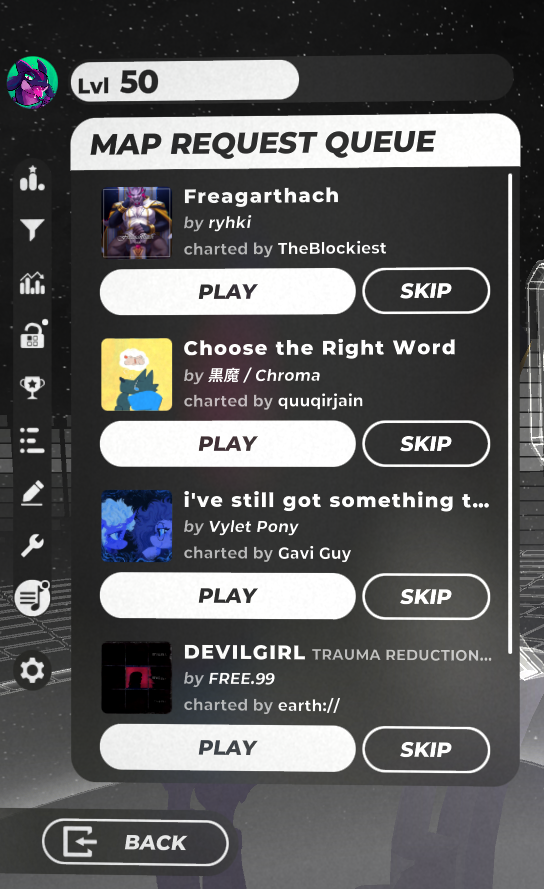 Lvl 50
MAP REQUEST QUEUE
Freagarthach
by ryhki
charted by TheBlockiest
PLAY SKIP
Choose the Right Word
by 黒魔 / Chroma
charted by quuqirjain
PLAY SKIP
i've still got something t...
by Vylet Pony
charted by Gavi Guy
PLAY SKIP
DEVILGIRL TRAUMA REDUCTION...
by FREE.99
charted by earth://
PLAY SKIP
BACK